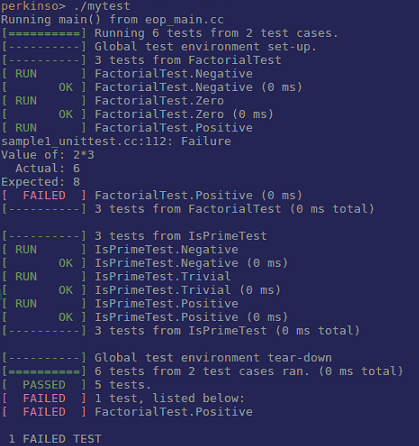 perkinso> ./mytest
Running main() from eop_main.cc
[==========] Running 6 tests from 2 test cases.
[----------] Global test environment set-up.
[----------] 3 tests from FactorialTest
[ RUN      ] FactorialTest.Negative
[       OK ] FactorialTest.Negative (0 ms)
[ RUN      ] FactorialTest.Zero
[       OK ] FactorialTest.Zero (0 ms)
[ RUN      ] FactorialTest.Positive
sample1_unittest.cc:112: Failure
Value of: 2*3
  Actual: 6
Expected: 8
[  FAILED  ] FactorialTest.Positive (0 ms)
[----------] 3 tests from FactorialTest (0 ms total)

[----------] 3 tests from IsPrimeTest
[ RUN      ] IsPrimeTest.Negative
[       OK ] IsPrimeTest.Negative (0 ms)
[ RUN      ] IsPrimeTest.Trivial
[       OK ] IsPrimeTest.Trivial (0 ms)
[ RUN      ] IsPrimeTest.Positive
[       OK ] IsPrimeTest.Positive (0 ms)
[----------] 3 tests from IsPrimeTest (0 ms total)

[----------] Global test environment tear-down
[==========] 6 tests from 2 test cases ran. (0 ms total)
[  PASSED  ] 5 tests.
[  FAILED  ] 1 test, listed below:
[  FAILED  ] FactorialTest.Positive

 1 FAILED TEST